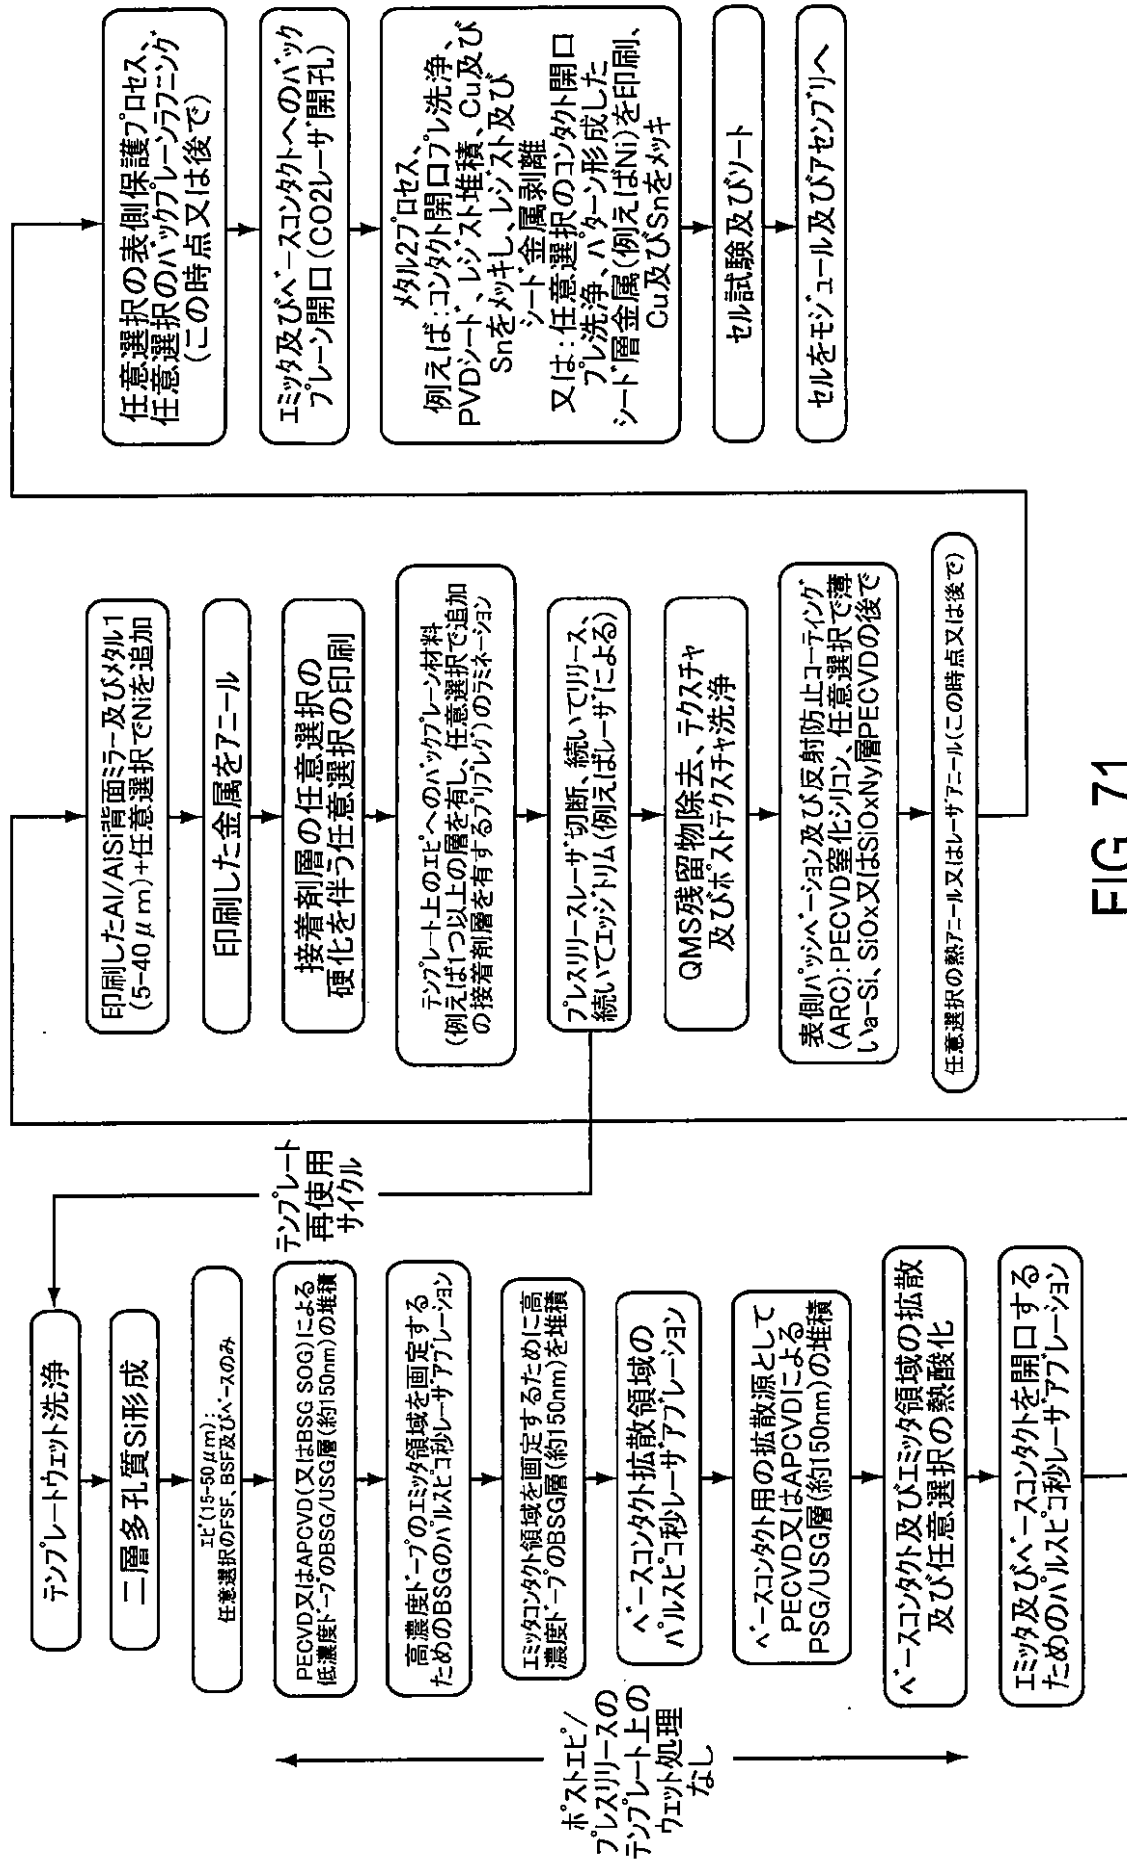 テンプレートウェット洗浄
二層多孔質Si形成
エピ(15-50μm):
任意選択のFSF、BSF及びベースのみ
PECVD又はAPCVD(又はBSG SOG)による
低濃度ドープのBSG/USG層(約150nm)の堆積
高濃度ドープのエミッタ領域を画定する
ためのBSGのパルスピコ秒レーザアブレーション
エミッタコンタクト領域を画定するために高
濃度ドープのBSG層(約150nm)を堆積
ベースコンタクト拡散領域の
パルスピコ秒レーザアブレーション
ベースコンタクト用の拡散源として
PECVD又はAPCVDによる
PSG/USG層(約150nm)の堆積
ベースコンタクト及びエミッタ領域の拡散
及び任意選択の熱酸化
エミッタ及びベースコンタクトを開口する
ためのパルスピコ秒レーザアブレーション
ポストエピ/
プレスリリースの
テンプレート上の
ウェット処理
なし
テンプレート
再使用
サイクル
印刷したAl/AlSi背面ミラー及びメタル1
(5-40μm)+任意選択でNiを追加
印刷した金属をアニール
接着剤層の任意選択の
硬化を伴う任意選択の印刷
テンプレート上のエピへのバックプレーン材料
(例えば1つ以上の層を有し、任意選択で追加
の接着剤層を有するプリプレグ)のラミネーション
プレスリリースレーザ切断、続いてリリース、
続いてエッジトリム(例えばレーザによる)
QMS残留物除去、テクスチャ
及びポストテクスチャ洗浄
表側パッシベーション及び反射防止コーティング
(ARC):PECVD窒化シリコン、任意選択で薄
いa-Si、SiOx又はSiOxNy層PECVDの後で
任意選択の熱アニール又はレーザアニール(この時点又は後で)
任意選択の表側保護プロセス、
任意選択のバックプレーンラフニング
(この時点又は後で)
エミッタ及びベースコンタクトへのバック
プレーン開口(CO2レーザ開孔)
メタル2プロセス、
例えば:コンタクト開口プレ洗浄、
PVDシード、レジスト堆積、Cu及び
Snをメッキし、レジスト及び
シード金属剥離
又は:任意選択のコンタクト開口
プレ洗浄、パターン形成した
シード層金属(例えばNi)を印刷、
Cu及びSnをメッキ
セル試験及びソート
セルをモジュール及びアセンブリへ
FIG. 71